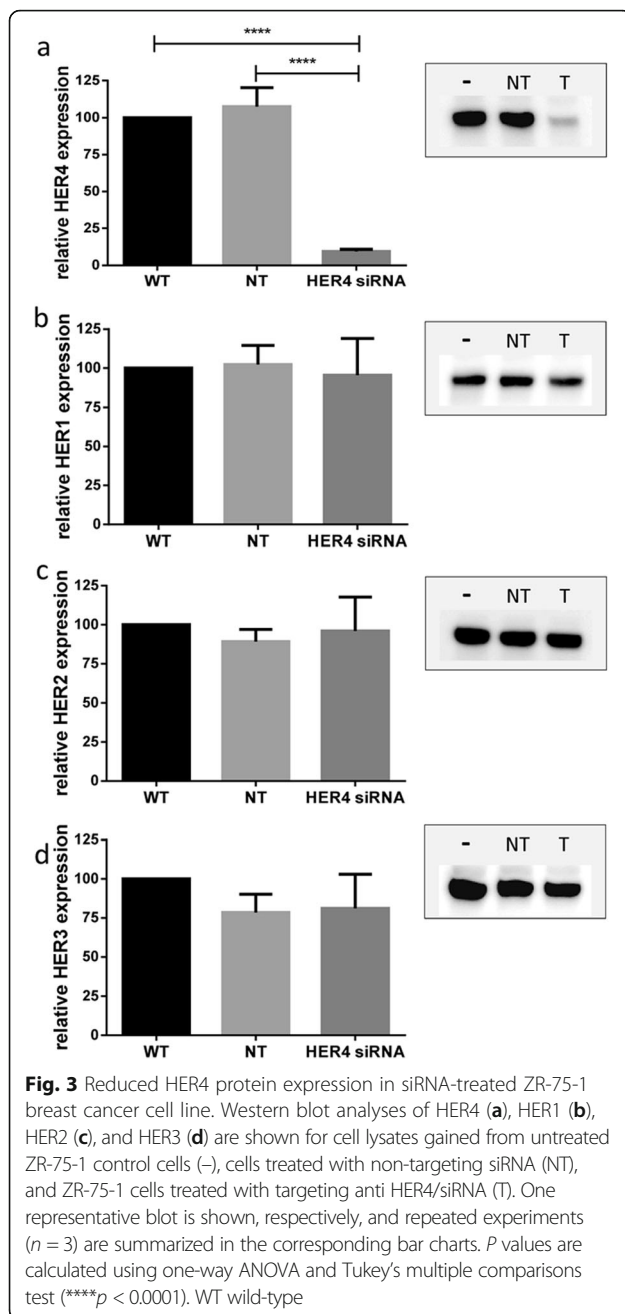 a
****
****
relative HER4 expression
125
100
75
50
25
0
WT NT HER4 siRNA
- NT T
b
relative HER1 expression
125
100
75
50
25
0
WT NT HER4 siRNA
- NT T
c
relative HER2 expression
125
100
75
50
25
0
WT NT HER4 siRNA
- NT T
d
relative HER3 expression
125
100
75
50
25
0
WT NT HER4 siRNA
- NT T
Fig. 3 Reduced HER4 protein expression in siRNA-treated ZR-75-1
breast cancer cell line. Western blot analyses of HER4 (a), HER1 (b),
HER2 (c), and HER3 (d) are shown for cell lysates gained from untreated
ZR-75-1 control cells (–), cells treated with non-targeting siRNA (NT),
and ZR-75-1 cells treated with targeting anti HER4/siRNA (T). One
representative blot is shown, respectively, and repeated experiments
(n = 3) are summarized in the corresponding bar charts. P values are
calculated using one-way ANOVA and Tukey's multiple comparisons
test (****p < 0.0001). WT wild-type